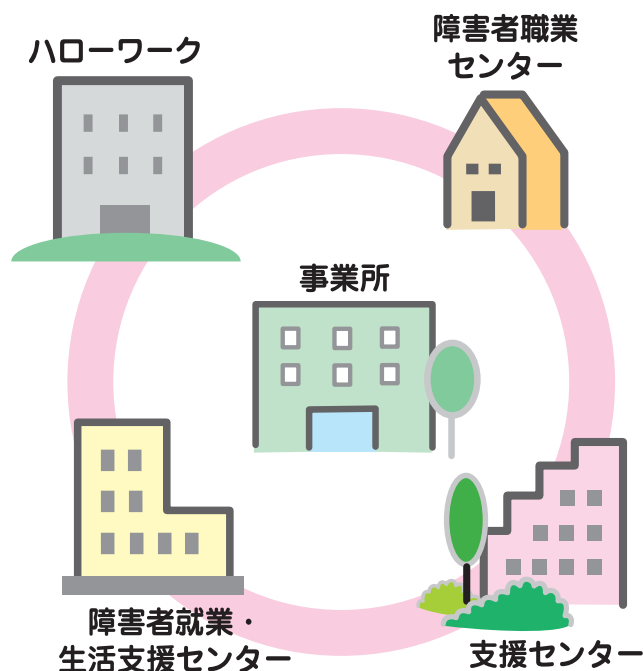 ハローワーク
障害者職業
センター
事業所
障害者就業・
生活支援センター
支援センター